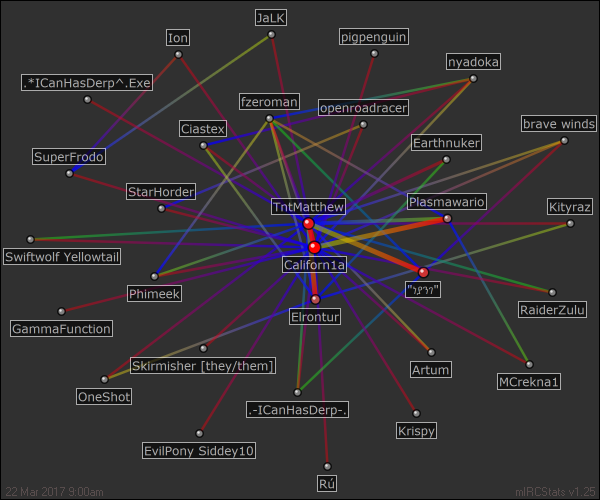 JaLK
Ion
pigpenguin
nyadoka
.*ICanHasDerp^.Exe
fzeroman
openroadracer
Ciastex
brave winds
Earthnuker
SuperFrodo
StarHorder
TntMatthew
Plasmawario
Kityraz
Swiftwolf Yellowtail
Californ1a
Phimeek
Elrontur
RaiderZulu
GammaFunction
Skirmisher [they/them]
Artum
MCrekna1
OneShot
.-ICanHasDerp-.
Krispy
EvilPony Siddey10
Rú
22 Mar 2017 9:00am
mIRCStats v1.25